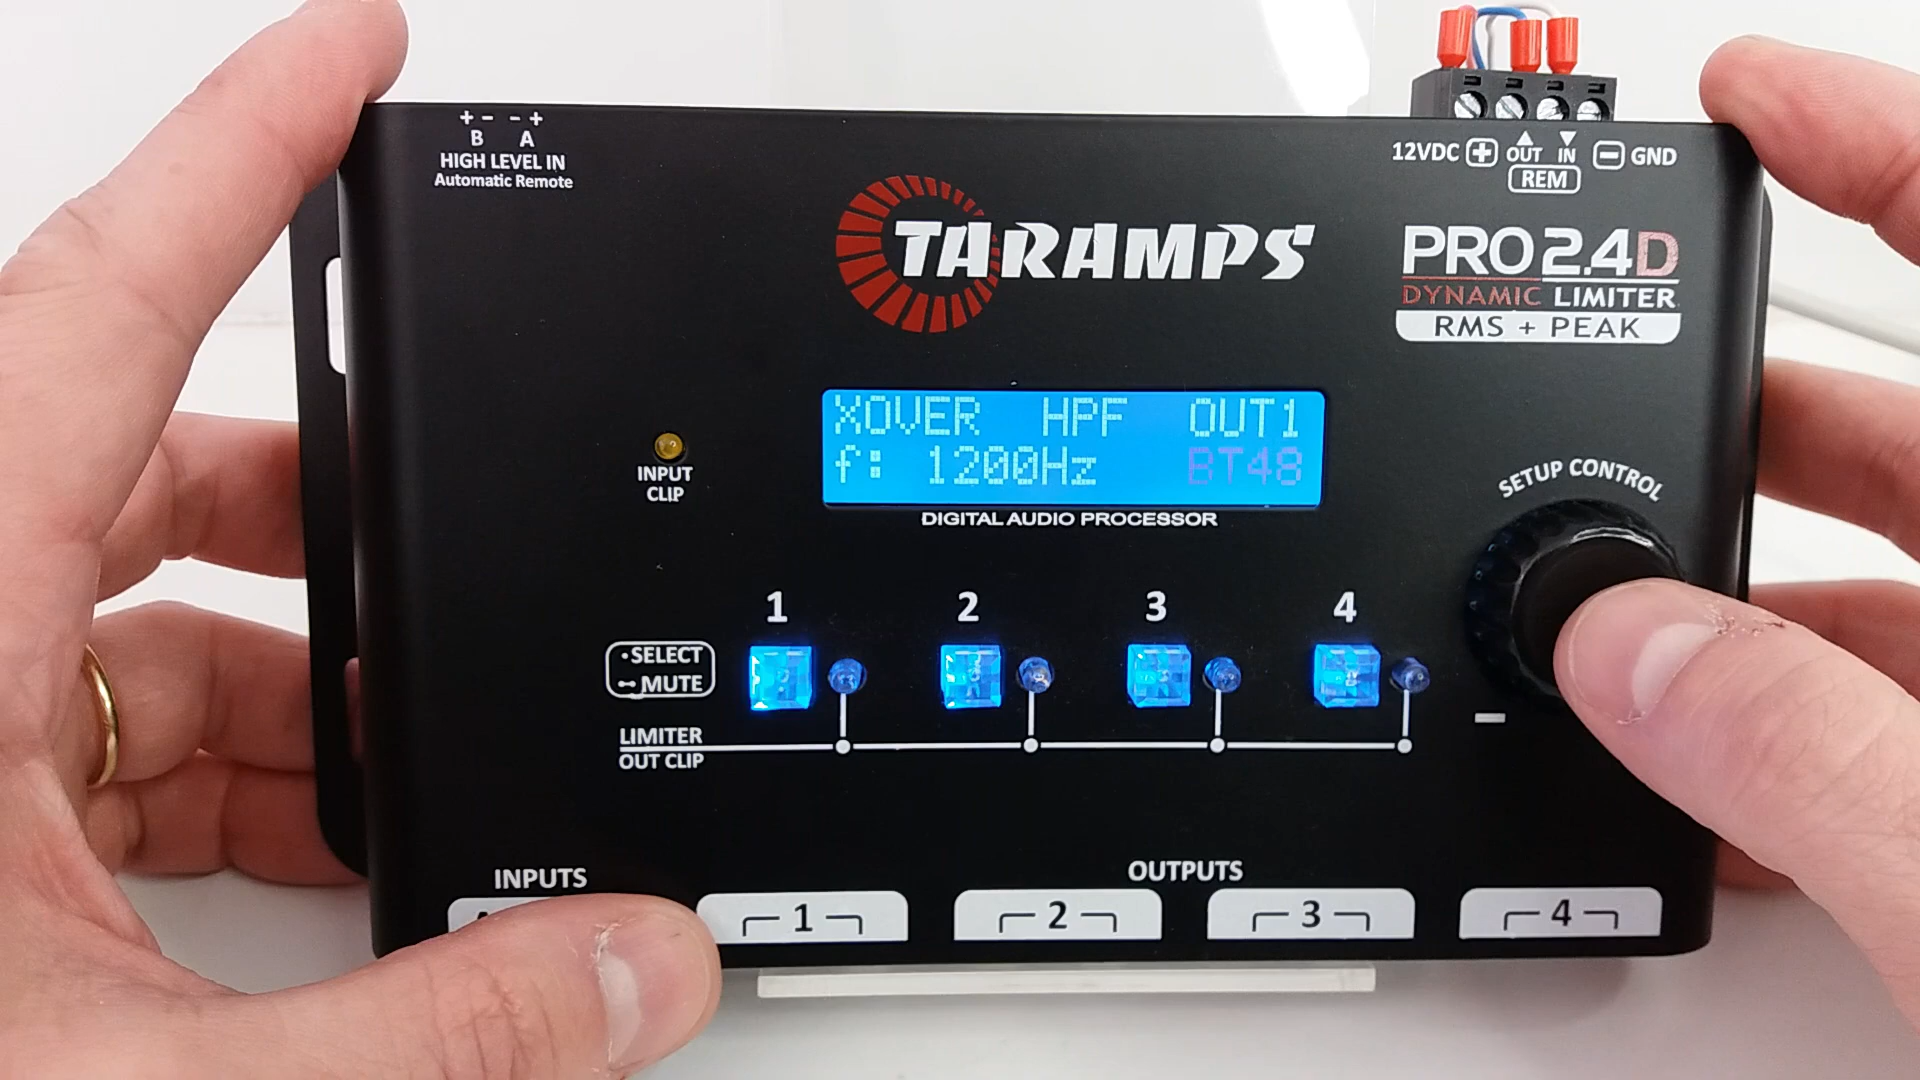 + - - +
B A
HIGH LEVEL IN
Automatic Remote
12VDC + OUT IN - GND
REM
TARAMPS
PRO 2.4D
DYNAMIC LIMITER
RMS + PEAK
XOVER HPF OUT1
f: 1200Hz BT48
DIGITAL AUDIO PROCESSOR
INPUT
CLIP
SETUP CONTROL
-
1 2 3 4
SELECT
MUTE
LIMITER
OUT CLIP
INPUTS
OUTPUTS
1 2 3 4